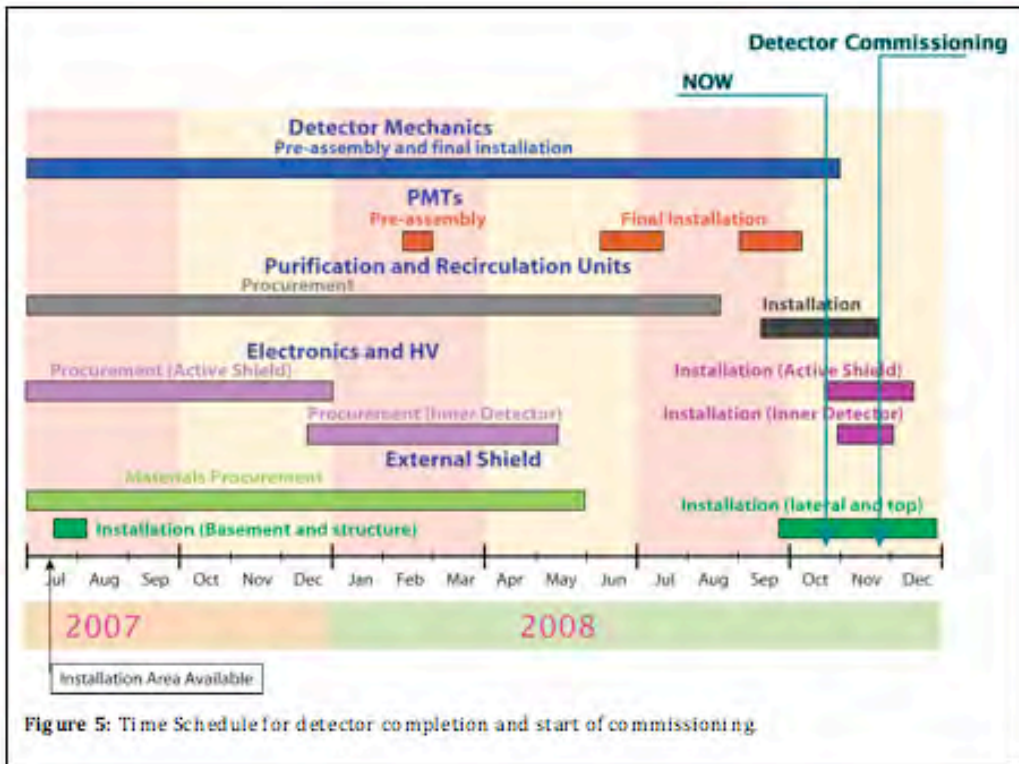 Detector Commissioning
NOW
Detector Mechanics
Pre-assembly and final installation
PMTs
Pre-assembly
Final Installation
Purification and Recirculation Units
Procurement
Installation
Electronics and HV
Procurement (Active Shield)
Installation (Active Shield)
Procurement (Inner Detector)
Installation (Inner Detector)
External Shield
Materials Procurement
Installation (lateral and top)
Installation (Basement and structure)
Jul Aug Sep Oct Nov Dec Jan Feb Mar Apr May Jun Jul Aug Sep Oct Nov Dec
2007 2008
Installation Area Available
Figure 5: Time Schedule for detector completion and start of commissioning.